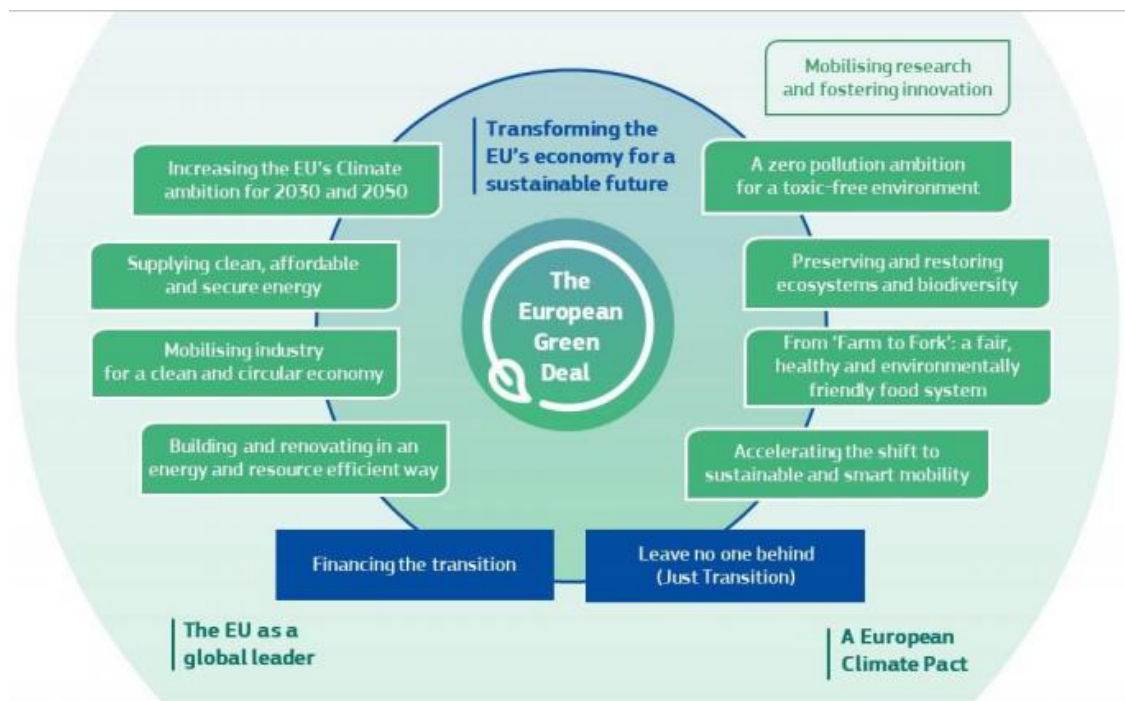 Mobilising research
and fostering innovation
Transforming the
EU's economy for a
sustainable future
Increasing the EU's Climate
ambition for 2030 and 2050
A zero pollution ambition
for a toxic-free environment
Supplying clean, affordable
and secure energy
Preserving and restoring
ecosystems and biodiversity
The
European
Green
Deal
Mobilising industry
for a clean and circular economy
From 'Farm to Fork': a fair,
healthy and environmentally
friendly food system
Building and renovating in an
energy and resource efficient way
Accelerating the shift to
sustainable and smart mobility
Financing the transition
Leave no one behind
(Just Transition)
The EU as a
global leader
A European
Climate Pact